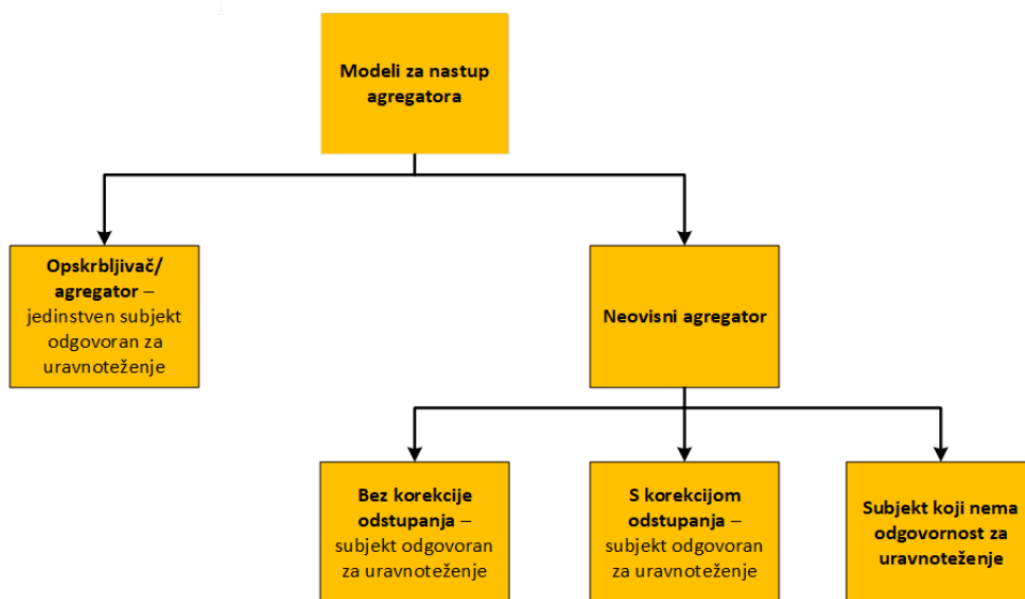 Modeli za nastup
agregatora
Opskrbljivač/
agregator –
jedinstven subjekt
odgovoran za
uravnoteženje
Neovisni agregator
Bez korekcije
odstupanja –
subjekt odgovoran
za uravnoteženje
S korekcijom
odstupanja –
subjekt odgovoran
za uravnoteženje
Subjekt koji nema
odgovornost za
uravnoteženje